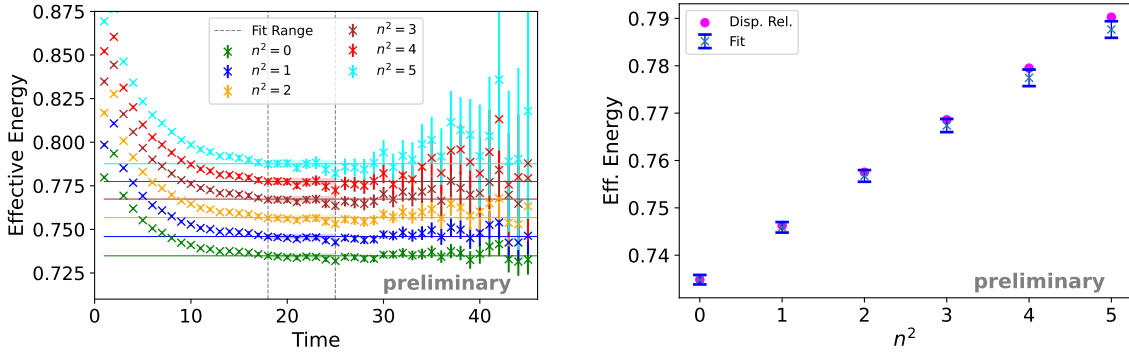 0.875
0.850
0.825
0.800
0.775
0.750
0.725
Effective Energy
Fit Range
n² = 0
n² = 1
n² = 2
n² = 3
n² = 4
n² = 5
preliminary
0 10 20 30 40
Time
0.79
0.78
0.77
0.76
0.75
0.74
Eff. Energy
Disp. Rel.
Fit
preliminary
0 1 2 3 4 5
n²